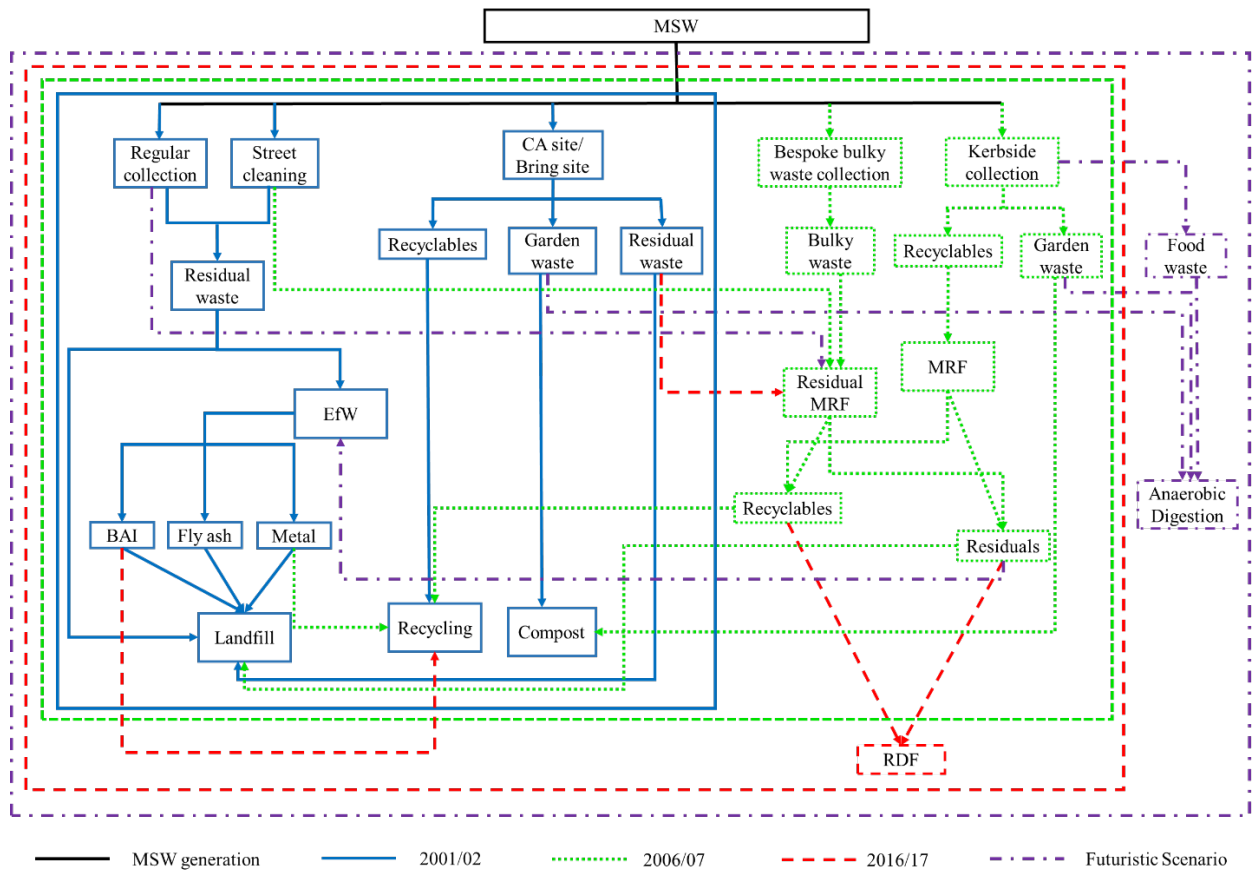 MSW
Regular
collection
Street
cleaning
CA site/
Bring site
Bespoke bulky
waste collection
Kerbside
collection
Residual
waste
Recyclables
Garden
waste
Residual
waste
Bulky
waste
Recyclables
Garden
waste
Food
waste
EfW
Residual
MRF
MRF
BAI
Fly ash
Metal
Recyclables
Residuals
Anaerobic
Digestion
Landfill
Recycling
Compost
RDF
MSW generation
2001/02
2006/07
2016/17
Futuristic Scenario